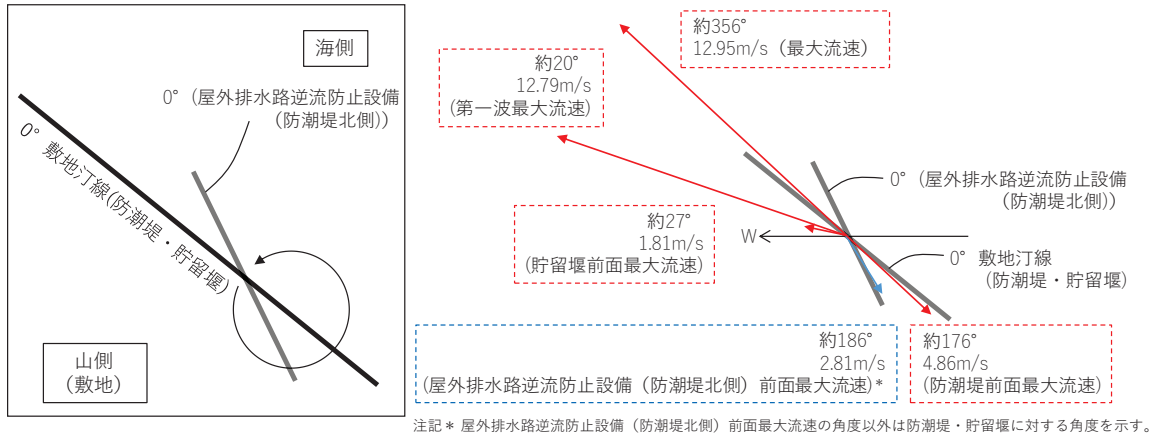 海側
0°（屋外排水路逆流防止設備
（防潮堤北側））
0° 敷地汀線(防潮堤・貯留堰)
山側
（敷地）
約356°
12.95m/s（最大流速）
約20°
12.79m/s
(第一波最大流速)
0°（屋外排水路逆流防止設備
（防潮堤北側））
約27°
1.81m/s
(貯留堰前面最大流速)
W
0° 敷地汀線
(防潮堤・貯留堰)
約186°
2.81m/s
(屋外排水路逆流防止設備（防潮堤北側）前面最大流速)*
約176°
4.86m/s
(防潮堤前面最大流速)
注記＊ 屋外排水路逆流防止設備（防潮堤北側）前面最大流速の角度以外は防潮堤・貯留堰に対する角度を示す。